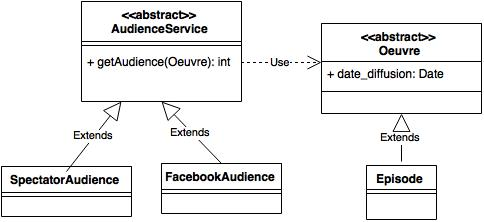 <<abstract>>
AudienceService
+ getAudience(Oeuvre): int
Use
<<abstract>>
Oeuvre
+ date_diffusion: Date
Extends
Extends
Extends
SpectatorAudience
FacebookAudience
Episode